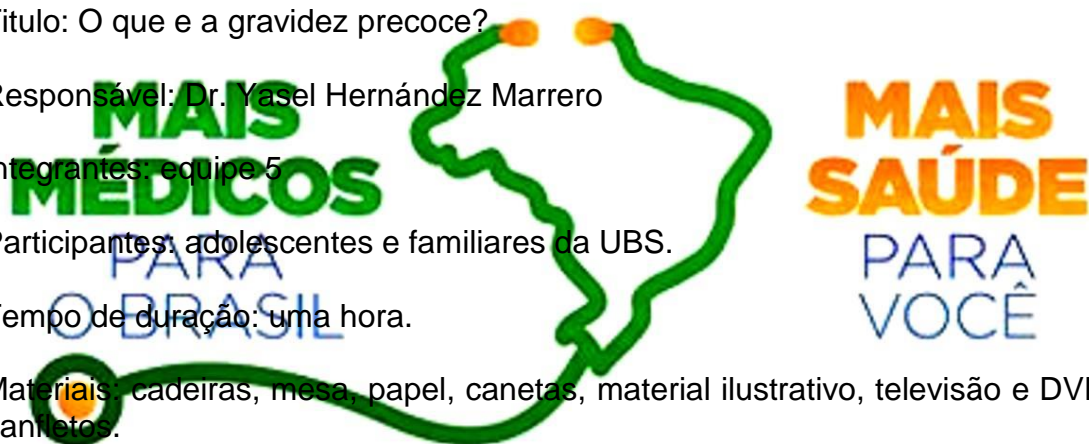 Titulo: O que e a gravidez precoce?
Responsável: Dr. Yasel Hernández Marrero
Integrantes: equipe 5
Participantes: adolescentes e familiares da UBS.
Tempo de duração: uma hora.
Materiais: cadeiras, mesa, papel, canetas, material ilustrativo, televisão e DVD
panfletos.
MAIS
MÉDICOS
PARA
O BRASIL
MAIS
SAÚDE
PARA
VOCÊ